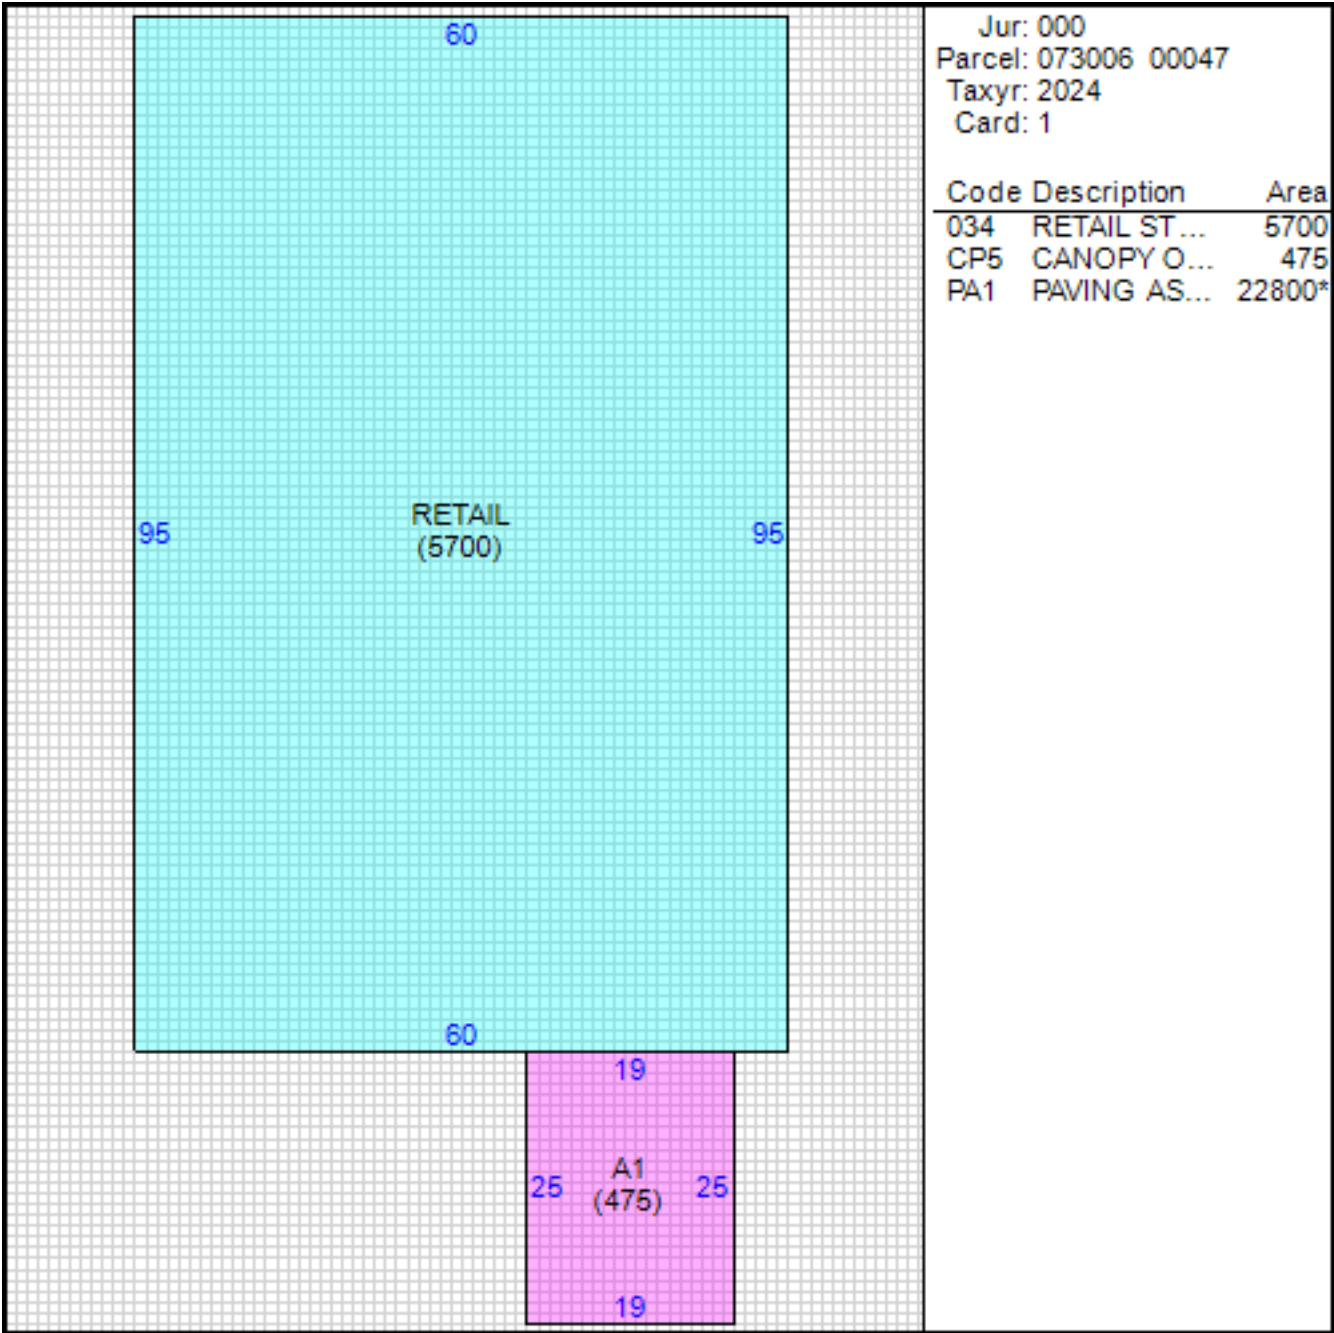 60
95
RETAIL
(5700)
95
60
19
25
A1
(475)
25
19
Jur: 000
Parcel: 073006 00047
Taxyr: 2024
Card: 1
Code Description Area
034 RETAIL ST... 5700
CP5 CANOPY O... 475
PA1 PAVING AS... 22800*